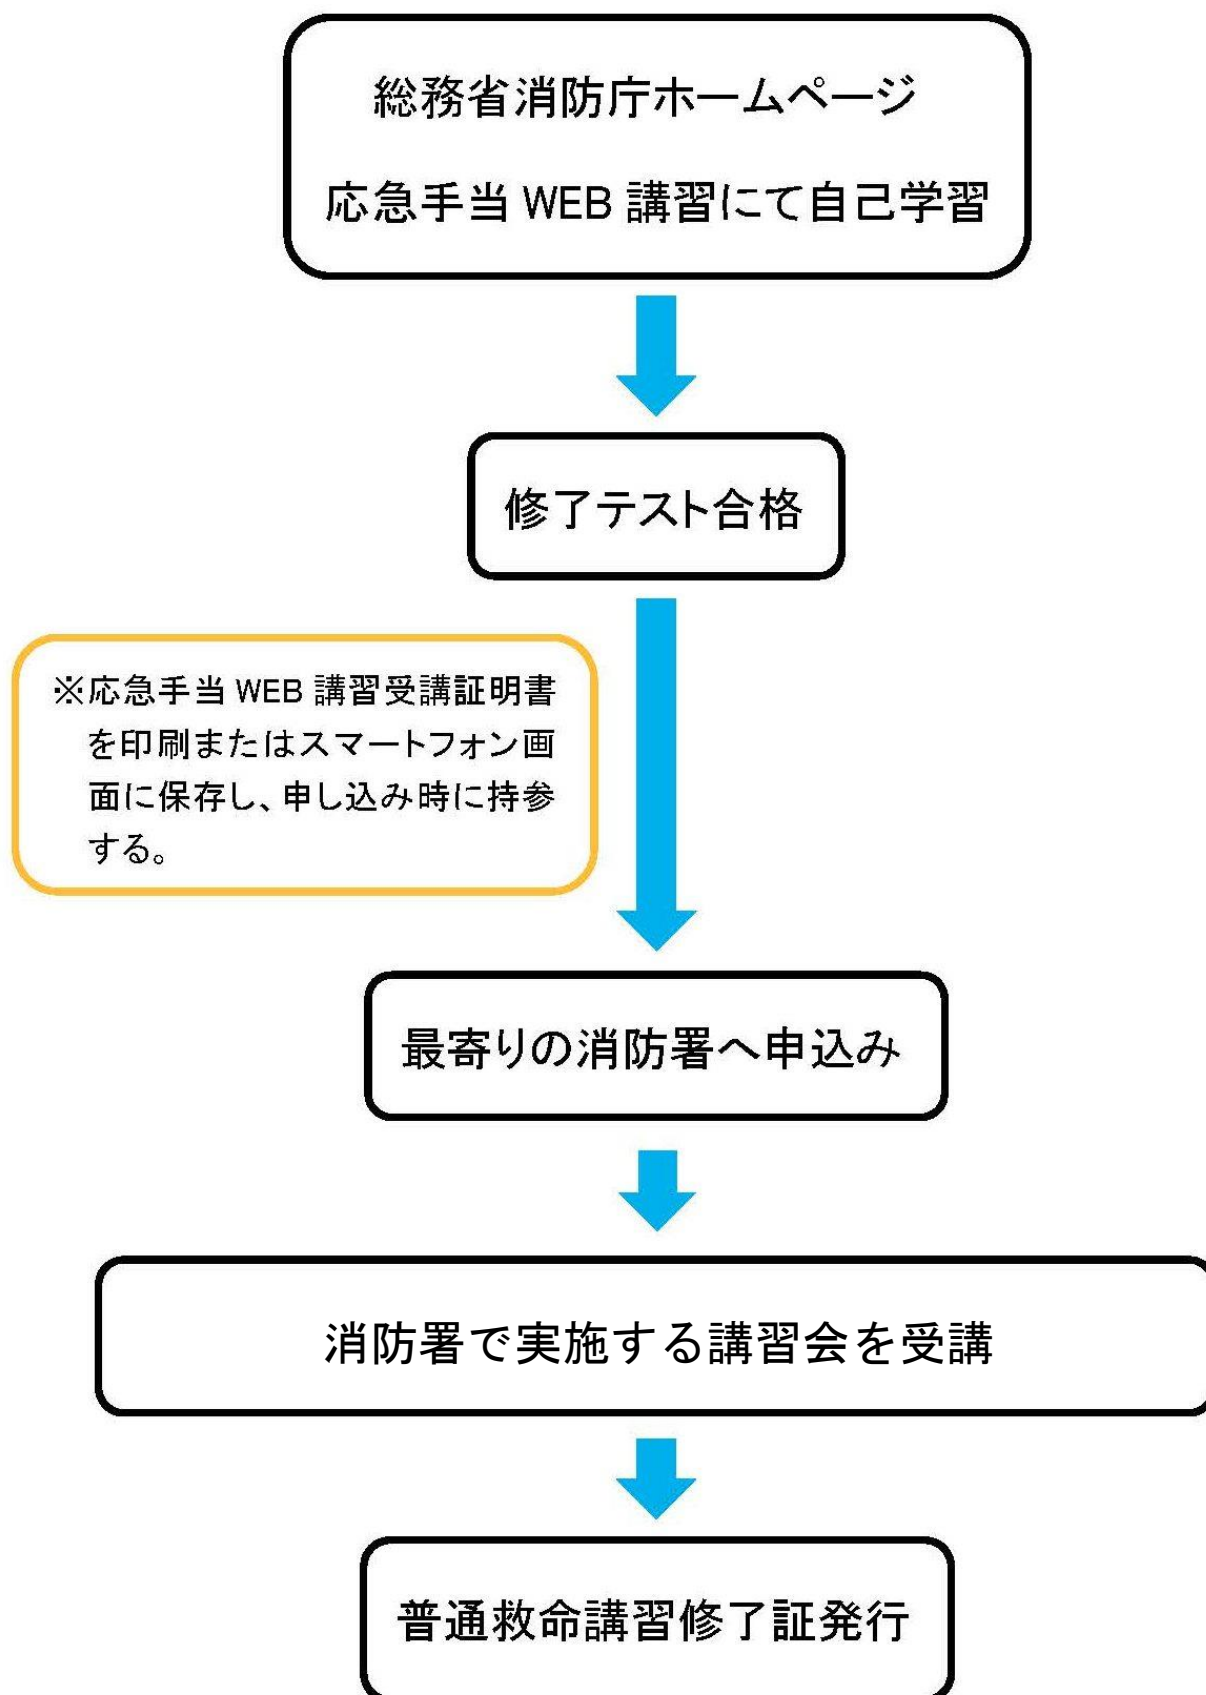 総務省消防庁ホームページ
応急手当 WEB 講習にて自己学習
修了テスト合格
※応急手当 WEB 講習受講証明書
を印刷またはスマートフォン画
面に保存し、申し込み時に持参
する。
最寄りの消防署へ申込み
消防署で実施する講習会を受講
普通救命講習修了証発行